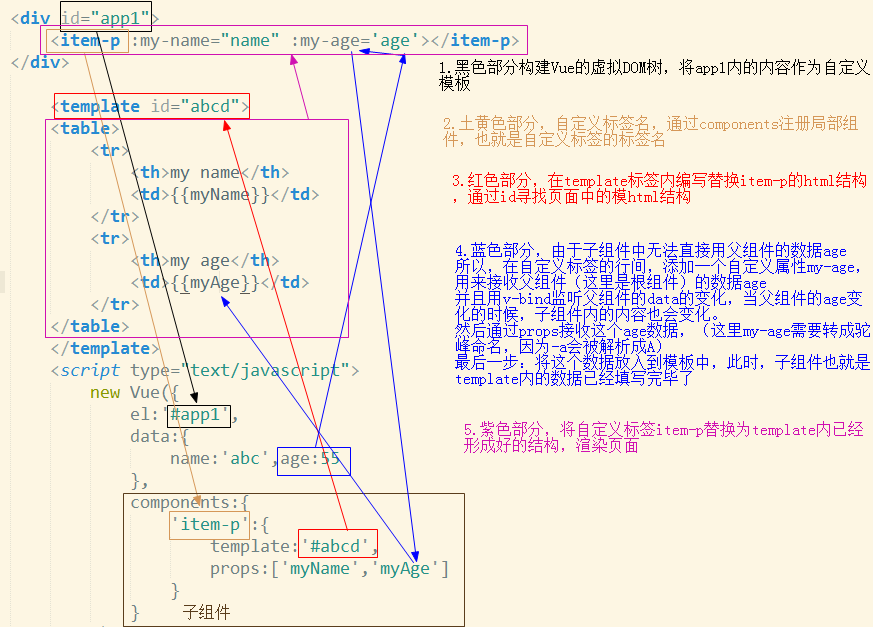 <div id="app1">
<item-p :my-name="name" :my-age='age'></item-p>
</div>
<template id="abcd">
<table>
<tr>
<th>my name</th>
<td>{{myName}}</td>
</tr>
<tr>
<th>my age</th>
<td>{{myAge}}</td>
</tr>
</table>
</template>
<script type="text/javascript">
new Vue({
el:'#app1',
data:{
name:'abc',age:55
},
components:{
'item-p':{
template:'#abcd',
props:['myName','myAge']
}
} 子组件
1.黑色部分构建Vue的虚拟DOM树，将app1内的内容作为自定义
模板
2.土黄色部分，自定义标签名，通过components注册局部组
件，也就是自定义标签的标签名
3.红色部分，在template标签内编写替换item-p的html结构
，通过id寻找页面中的模html结构
4.蓝色部分，由于子组件中无法直接用父组件的数据age
所以，在自定义标签的行间，添加一个自定义属性my-age，
用来接收父组件（这里是根组件）的数据age
并且用v-bind监听父组件的data的变化，当父组件的age变
化的时候，子组件内的内容也会变化。
然后通过props接收这个age数据，（这里my-age需要转成驼
峰命名，因为-a会被解析成A）
最后一步：将这个数据放入到模板中，此时，子组件也就是
template内的数据已经填写完毕了
5.紫色部分，将自定义标签item-p替换为template内已经
形成好的结构，渲染页面